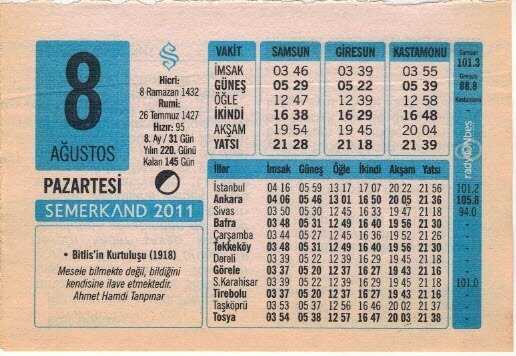 8
AĞUSTOS
PAZARTESİ
SEMERKAND 2011
Hicri:
8 Ramazan 1432
Rumi:
26 Temmuz 1427
Hızır: 95
8. Ay / 31 Gün
Yılın 220. Günü
Kalan 145 Gün
• Bitlis'in Kurtuluşu (1918)
Mesele bilmekte değil, bildiğini
kendisine ilave etmektedir.
Ahmet Hamdi Tanpınar
VAKİT SAMSUN GİRESUN KASTAMONU
İMSAK 03 46 03 39 03 55
GÜNEŞ 05 29 05 22 05 39
ÖĞLE 12 47 12 39 12 58
İKİNDİ 16 38 16 29 16 48
AKŞAM 19 54 19 45 20 04
YATSI 21 28 21 18 21 39
İller İmsak Güneş Öğle İkindi Akşam Yatsı
İstanbul 04 16 05 59 13 17 17 07 20 22 21 56
Ankara 04 06 05 46 13 01 16 50 20 05 21 36
Sivas 03 50 05 30 12 45 16 33 19 47 21 18
Bafra 03 48 05 31 12 49 16 40 19 56 21 30
Çarşamba 03 44 05 27 12 45 16 36 19 53 21 26
Tekkeköy 03 48 05 31 12 49 16 40 19 56 21 30
Dereli 03 39 05 22 12 39 16 29 19 45 21 18
Görele 03 37 05 20 12 37 16 27 19 43 21 16
S.Karahisar 03 39 05 21 12 38 16 27 19 43 21 15
Tirebolu 03 37 05 20 12 37 16 27 19 43 21 16
Taşköprü 03 53 05 37 12 56 16 47 20 03 21 37
Tosya 03 54 05 38 12 57 16 47 20 03 21 38
Samsun
101.3
Giresun
88.8
Kastamonu
101.2
105.8
94.0
101.0